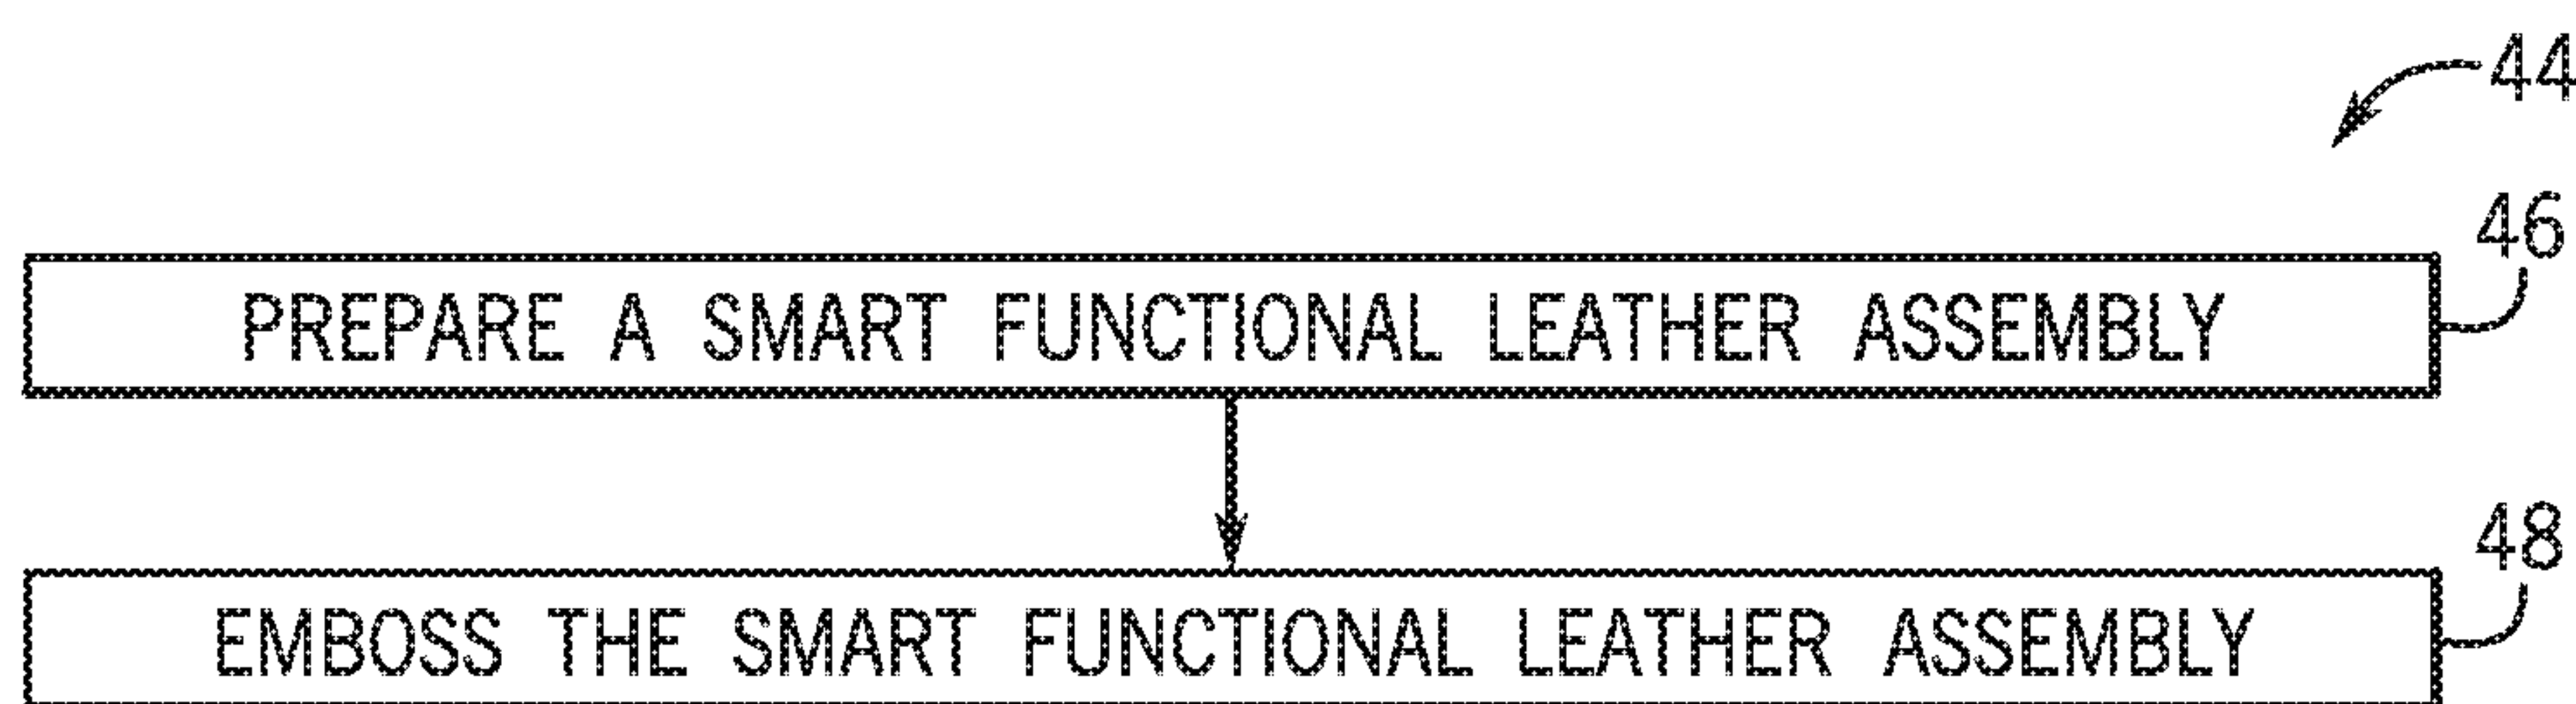 44
46
PREPARE A SMART FUNCTIONAL LEATHER ASSEMBLY
48
EMBOSS THE SMART FUNCTIONAL LEATHER ASSEMBLY